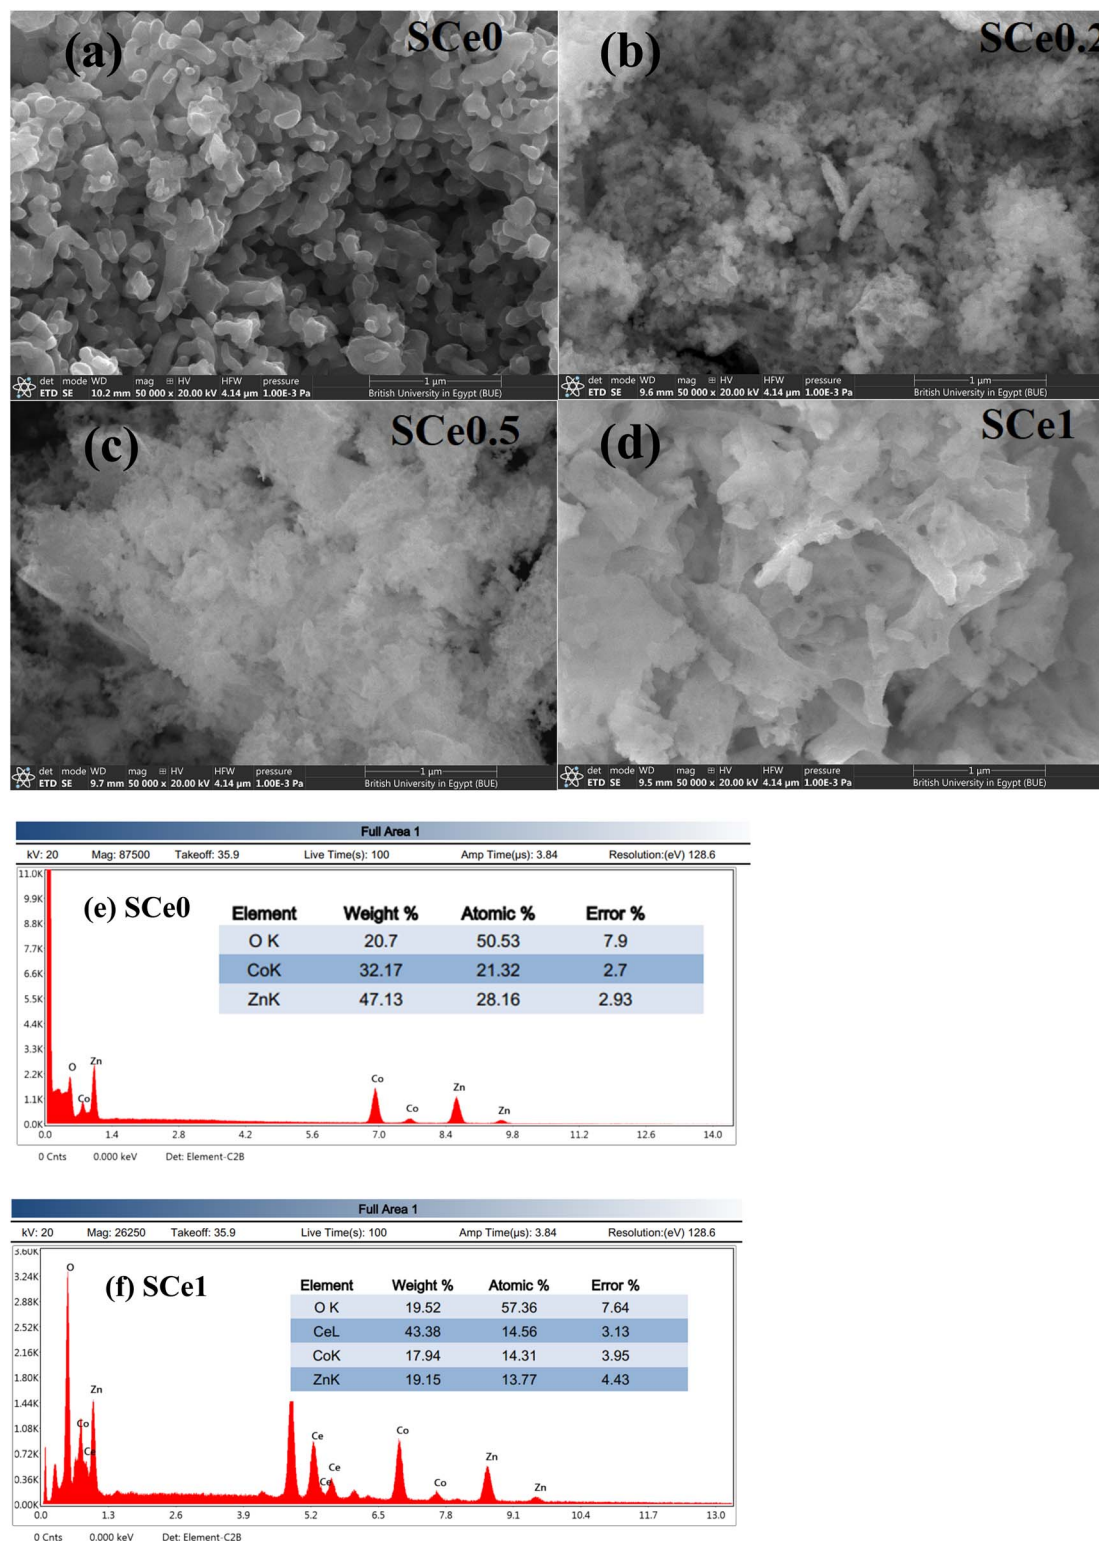 (a) SCe0
det mode WD mag ⊞ HV HFW pressure 1 µm
ETD SE 10.2 mm 50 000 x 20.00 kV 4.14 µm 1.00E-3 Pa British University in Egypt (BUE)
(b) SCe0.2
det mode WD mag ⊞ HV HFW pressure 1 µm
ETD SE 9.6 mm 50 000 x 20.00 kV 4.14 µm 1.00E-3 Pa British University in Egypt (BUE)
(c) SCe0.5
det mode WD mag ⊞ HV HFW pressure 1 µm
ETD SE 9.7 mm 50 000 x 20.00 kV 4.14 µm 1.00E-3 Pa British University in Egypt (BUE)
(d) SCe1
det mode WD mag ⊞ HV HFW pressure 1 µm
ETD SE 9.5 mm 50 000 x 20.00 kV 4.14 µm 1.00E-3 Pa British University in Egypt (BUE)
Full Area 1
kV: 20 Mag: 87500 Takeoff: 35.9 Live Time(s): 100 Amp Time(µs): 3.84 Resolution:(eV) 128.6
(e) SCe0
Element Weight % Atomic % Error %
O K 20.7 50.53 7.9
CoK 32.17 21.32 2.7
ZnK 47.13 28.16 2.93
11.0K
9.9K
8.8K
7.7K
6.6K
5.5K
4.4K
3.3K
2.2K
1.1K
0.0K
O Co Zn Co Co Zn Zn
0.0 1.4 2.8 4.2 5.6 7.0 8.4 9.8 11.2 12.6 14.0
0 Cnts 0.000 keV Det: Element-C2B
Full Area 1
kV: 20 Mag: 26250 Takeoff: 35.9 Live Time(s): 100 Amp Time(µs): 3.84 Resolution:(eV) 128.6
(f) SCe1
Element Weight % Atomic % Error %
O K 19.52 57.36 7.64
CeL 43.38 14.56 3.13
CoK 17.94 14.31 3.95
ZnK 19.15 13.77 4.43
3.60K
3.24K
2.88K
2.52K
2.16K
1.80K
1.44K
1.08K
0.72K
0.36K
0.00K
O Co Ce Zn Ce Ce Ce Co Co Zn Zn
0.0 1.3 2.6 3.9 5.2 6.5 7.8 9.1 10.4 11.7 13.0
0 Cnts 0.000 keV Det: Element-C2B